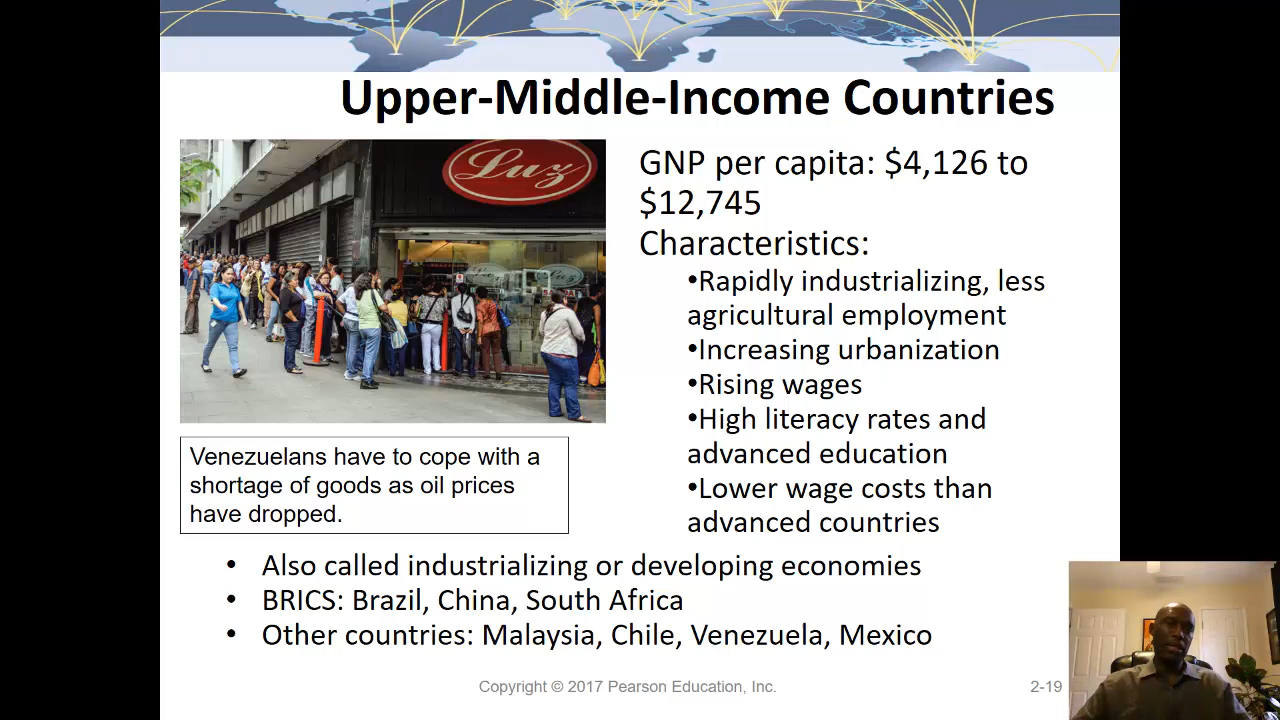 Upper-Middle-Income Countries
Luz
GNP per capita: $4,126 to
$12,745
Characteristics:
•Rapidly industrializing, less
agricultural employment
•Increasing urbanization
•Rising wages
•High literacy rates and
advanced education
•Lower wage costs than
advanced countries
Venezuelans have to cope with a
shortage of goods as oil prices
have dropped.
• Also called industrializing or developing economies
• BRICS: Brazil, China, South Africa
• Other countries: Malaysia, Chile, Venezuela, Mexico
Copyright © 2017 Pearson Education, Inc.
2-19